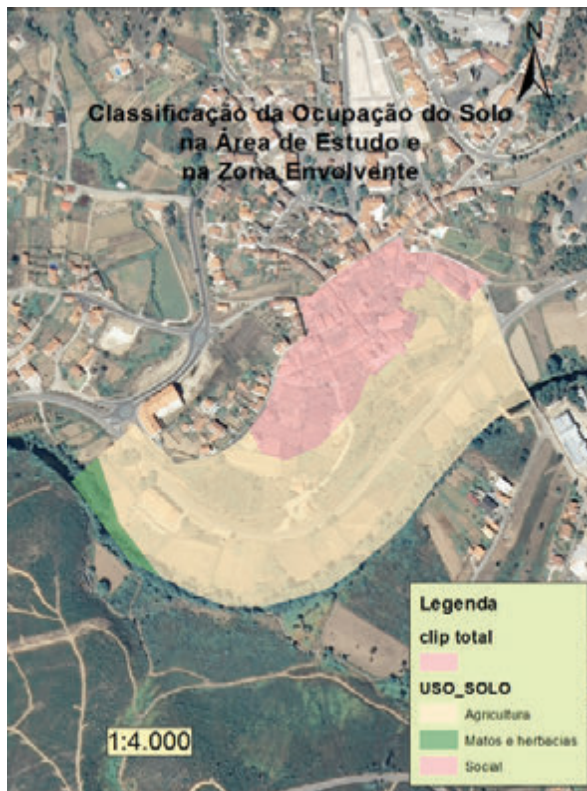 N
Classificação da Ocupação do Solo
na Área de Estudo e
na Zona Envolvente
Legenda
clip total
USO_SOLO
Agricultura
Matos e herbacias
Social
1:4.000